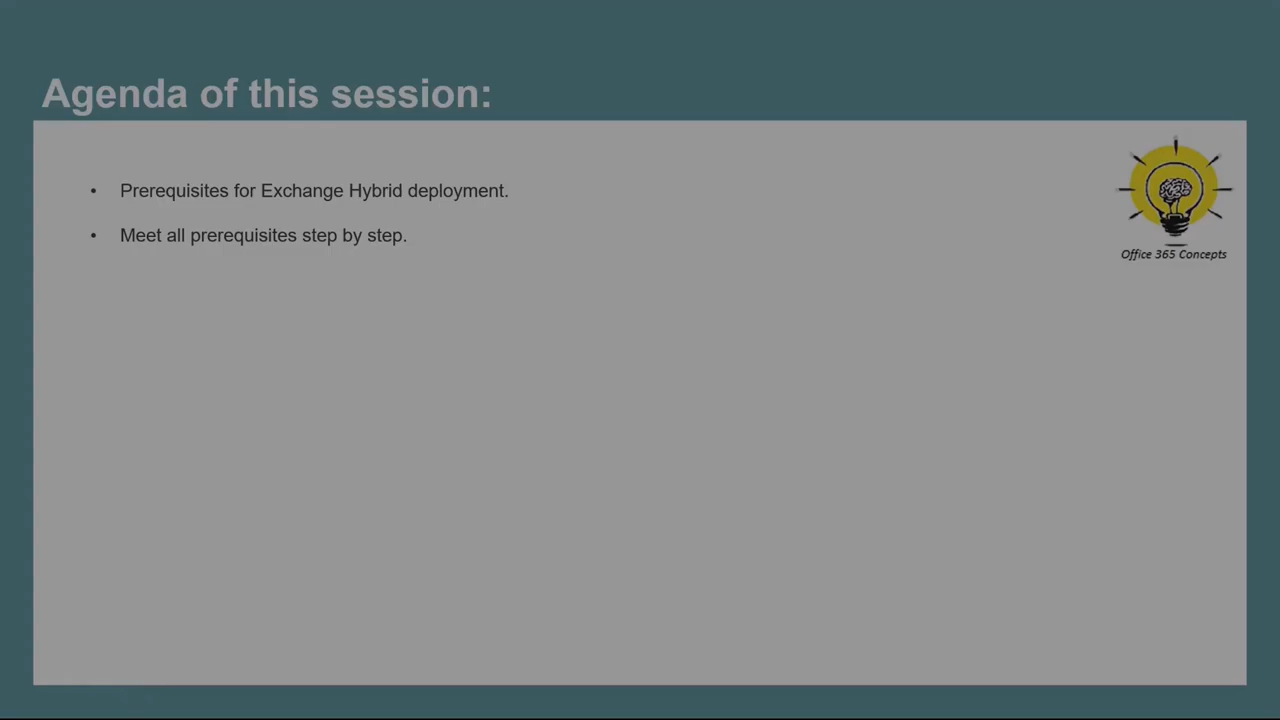 Agenda of this session:
• Prerequisites for Exchange Hybrid deployment.
• Meet all prerequisites step by step.
Office 365 Concepts